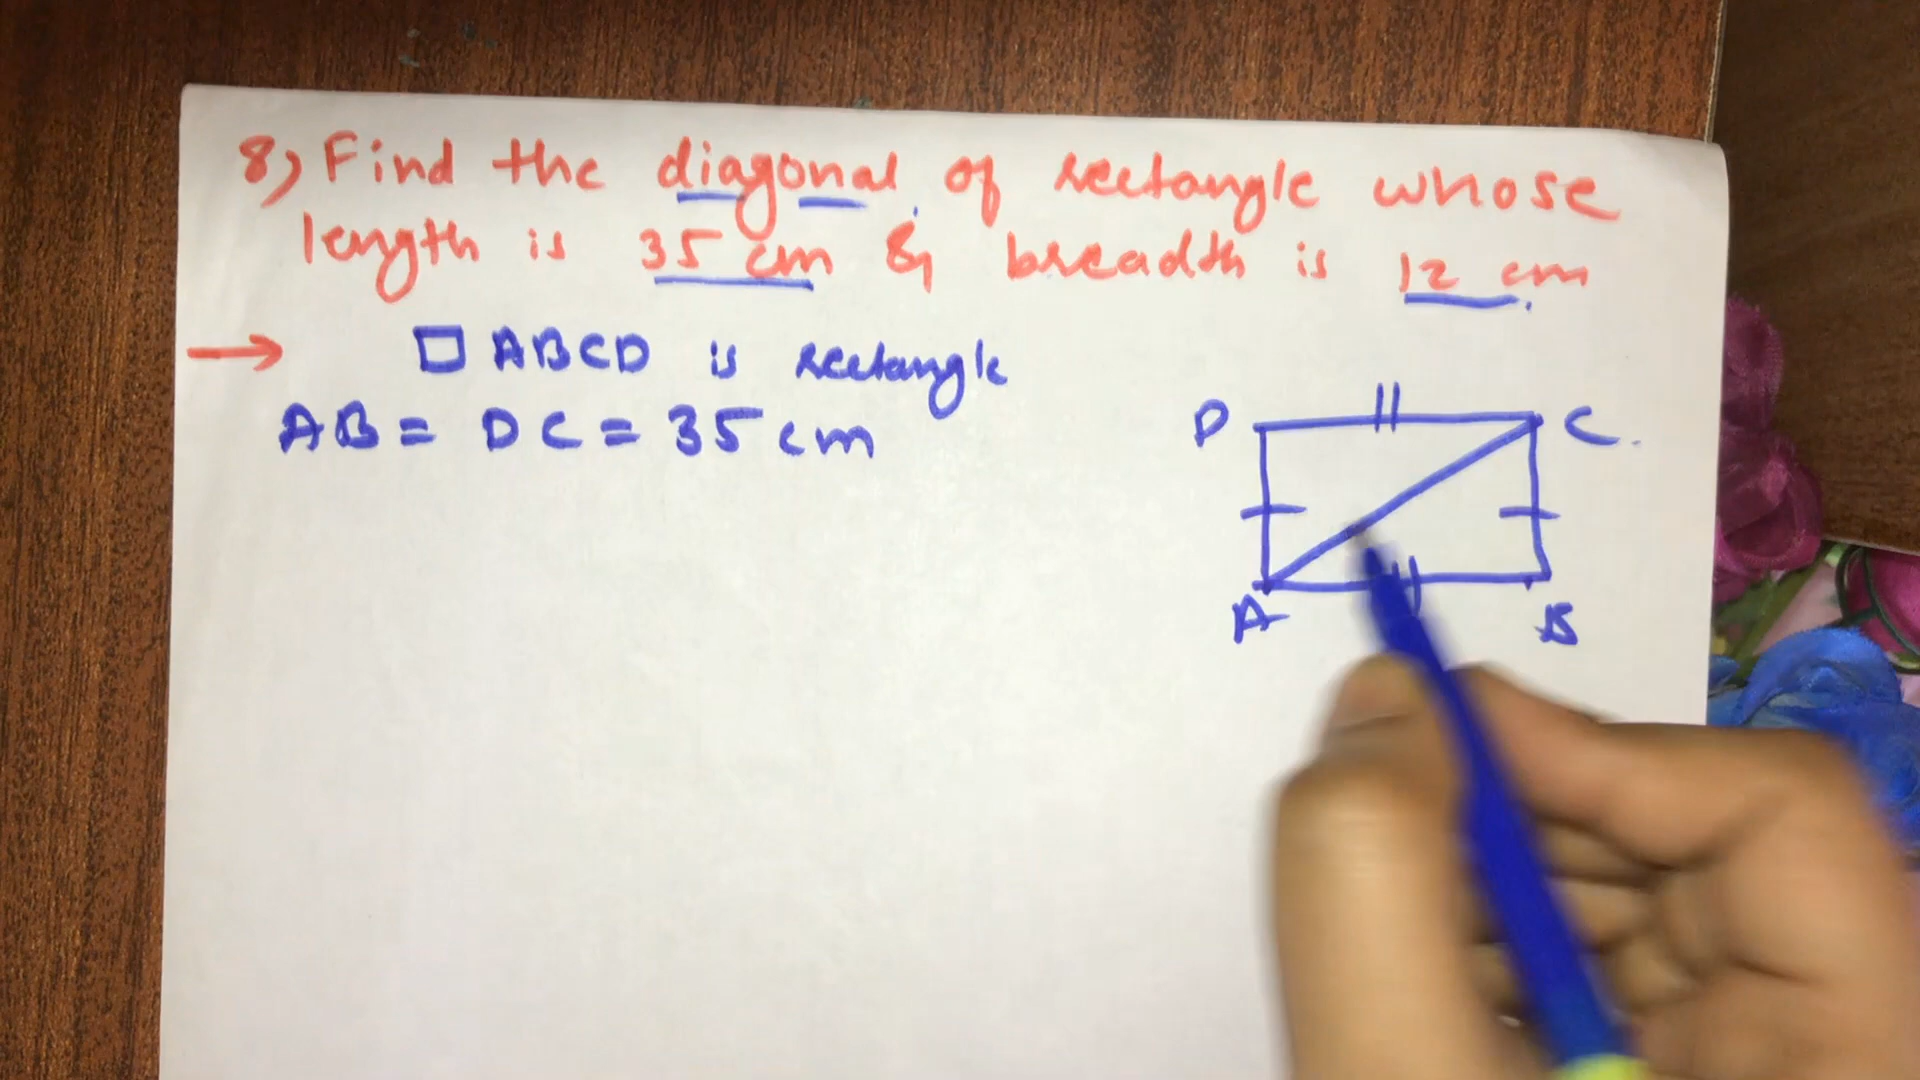 8) Find the diagonal of rectangle whose
length is 35 cm & breadth is 12 cm
→ □ ABCD is rectangle
AB = DC = 35 cm
D C
A B